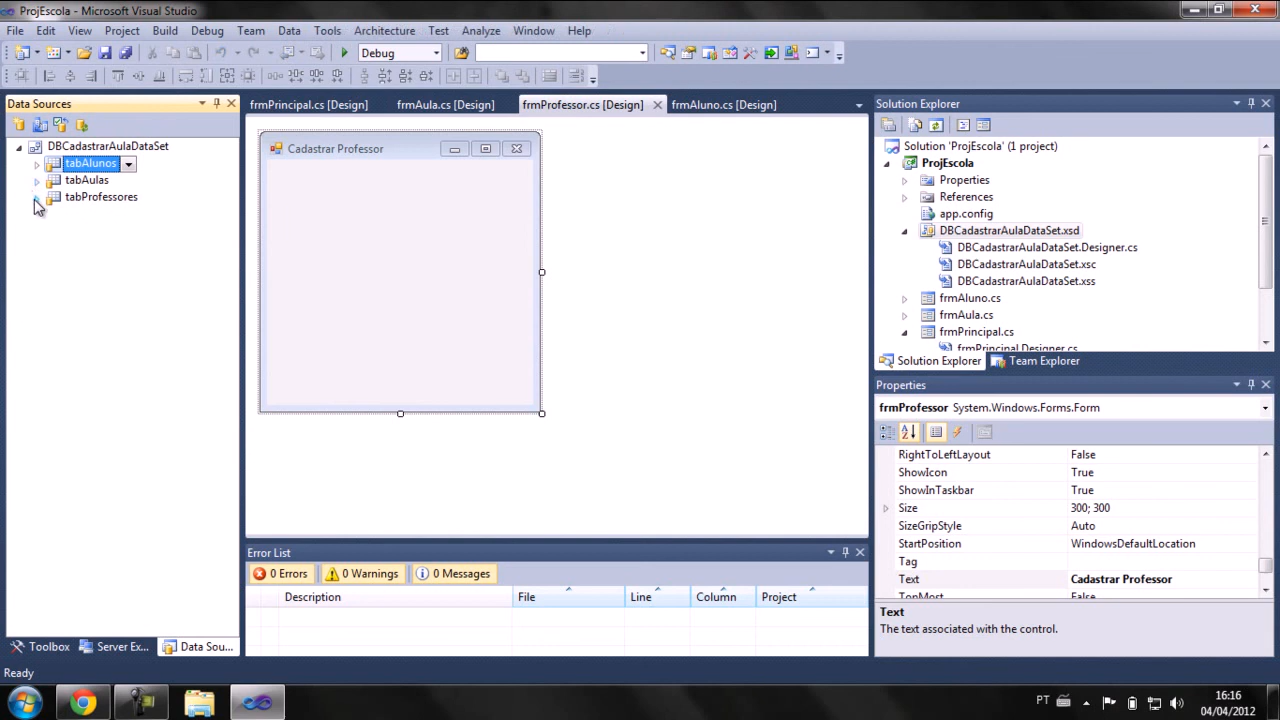 ProjEscola - Microsoft Visual Studio
File Edit View Project Build Debug Team Data Tools Architecture Test Analyze Window Help
Debug
Data Sources
DBCadastrarAulaDataSet
tabAlunos
tabAulas
tabProfessores
Toolbox Server Ex... Data Sou...
frmPrincipal.cs [Design] frmAula.cs [Design] frmProfessor.cs [Design] frmAluno.cs [Design]
Cadastrar Professor
Error List
0 Errors 0 Warnings 0 Messages
Description File Line Column Project
Solution Explorer
Solution 'ProjEscola' (1 project)
ProjEscola
Properties
References
app.config
DBCadastrarAulaDataSet.xsd
DBCadastrarAulaDataSet.Designer.cs
DBCadastrarAulaDataSet.xsc
DBCadastrarAulaDataSet.xss
frmAluno.cs
frmAula.cs
frmPrincipal.cs
frmPrincipal.Designer.cs
Solution Explorer Team Explorer
Properties
frmProfessor System.Windows.Forms.Form
RightToLeftLayout False
ShowIcon True
ShowInTaskbar True
Size 300; 300
SizeGripStyle Auto
StartPosition WindowsDefaultLocation
Tag
Text Cadastrar Professor
TopMost False
Text
The text associated with the control.
Ready
PT 16:16
04/04/2012